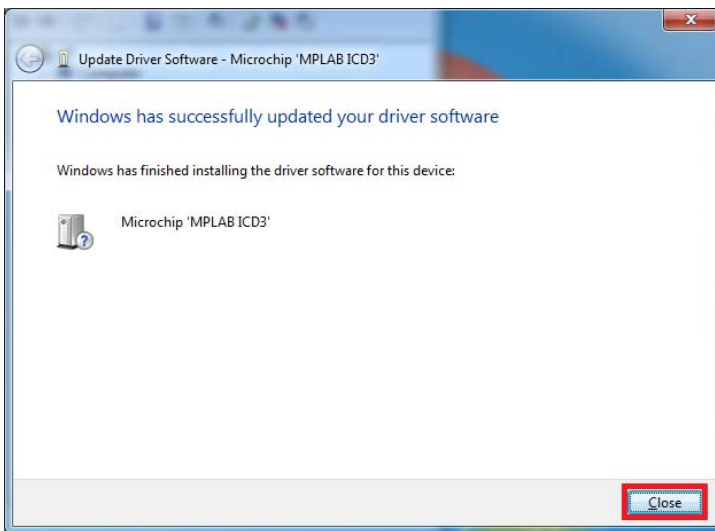 Update Driver Software - Microchip 'MPLAB ICD3'
Windows has successfully updated your driver software
Windows has finished installing the driver software for this device:
Microchip 'MPLAB ICD3'
Close